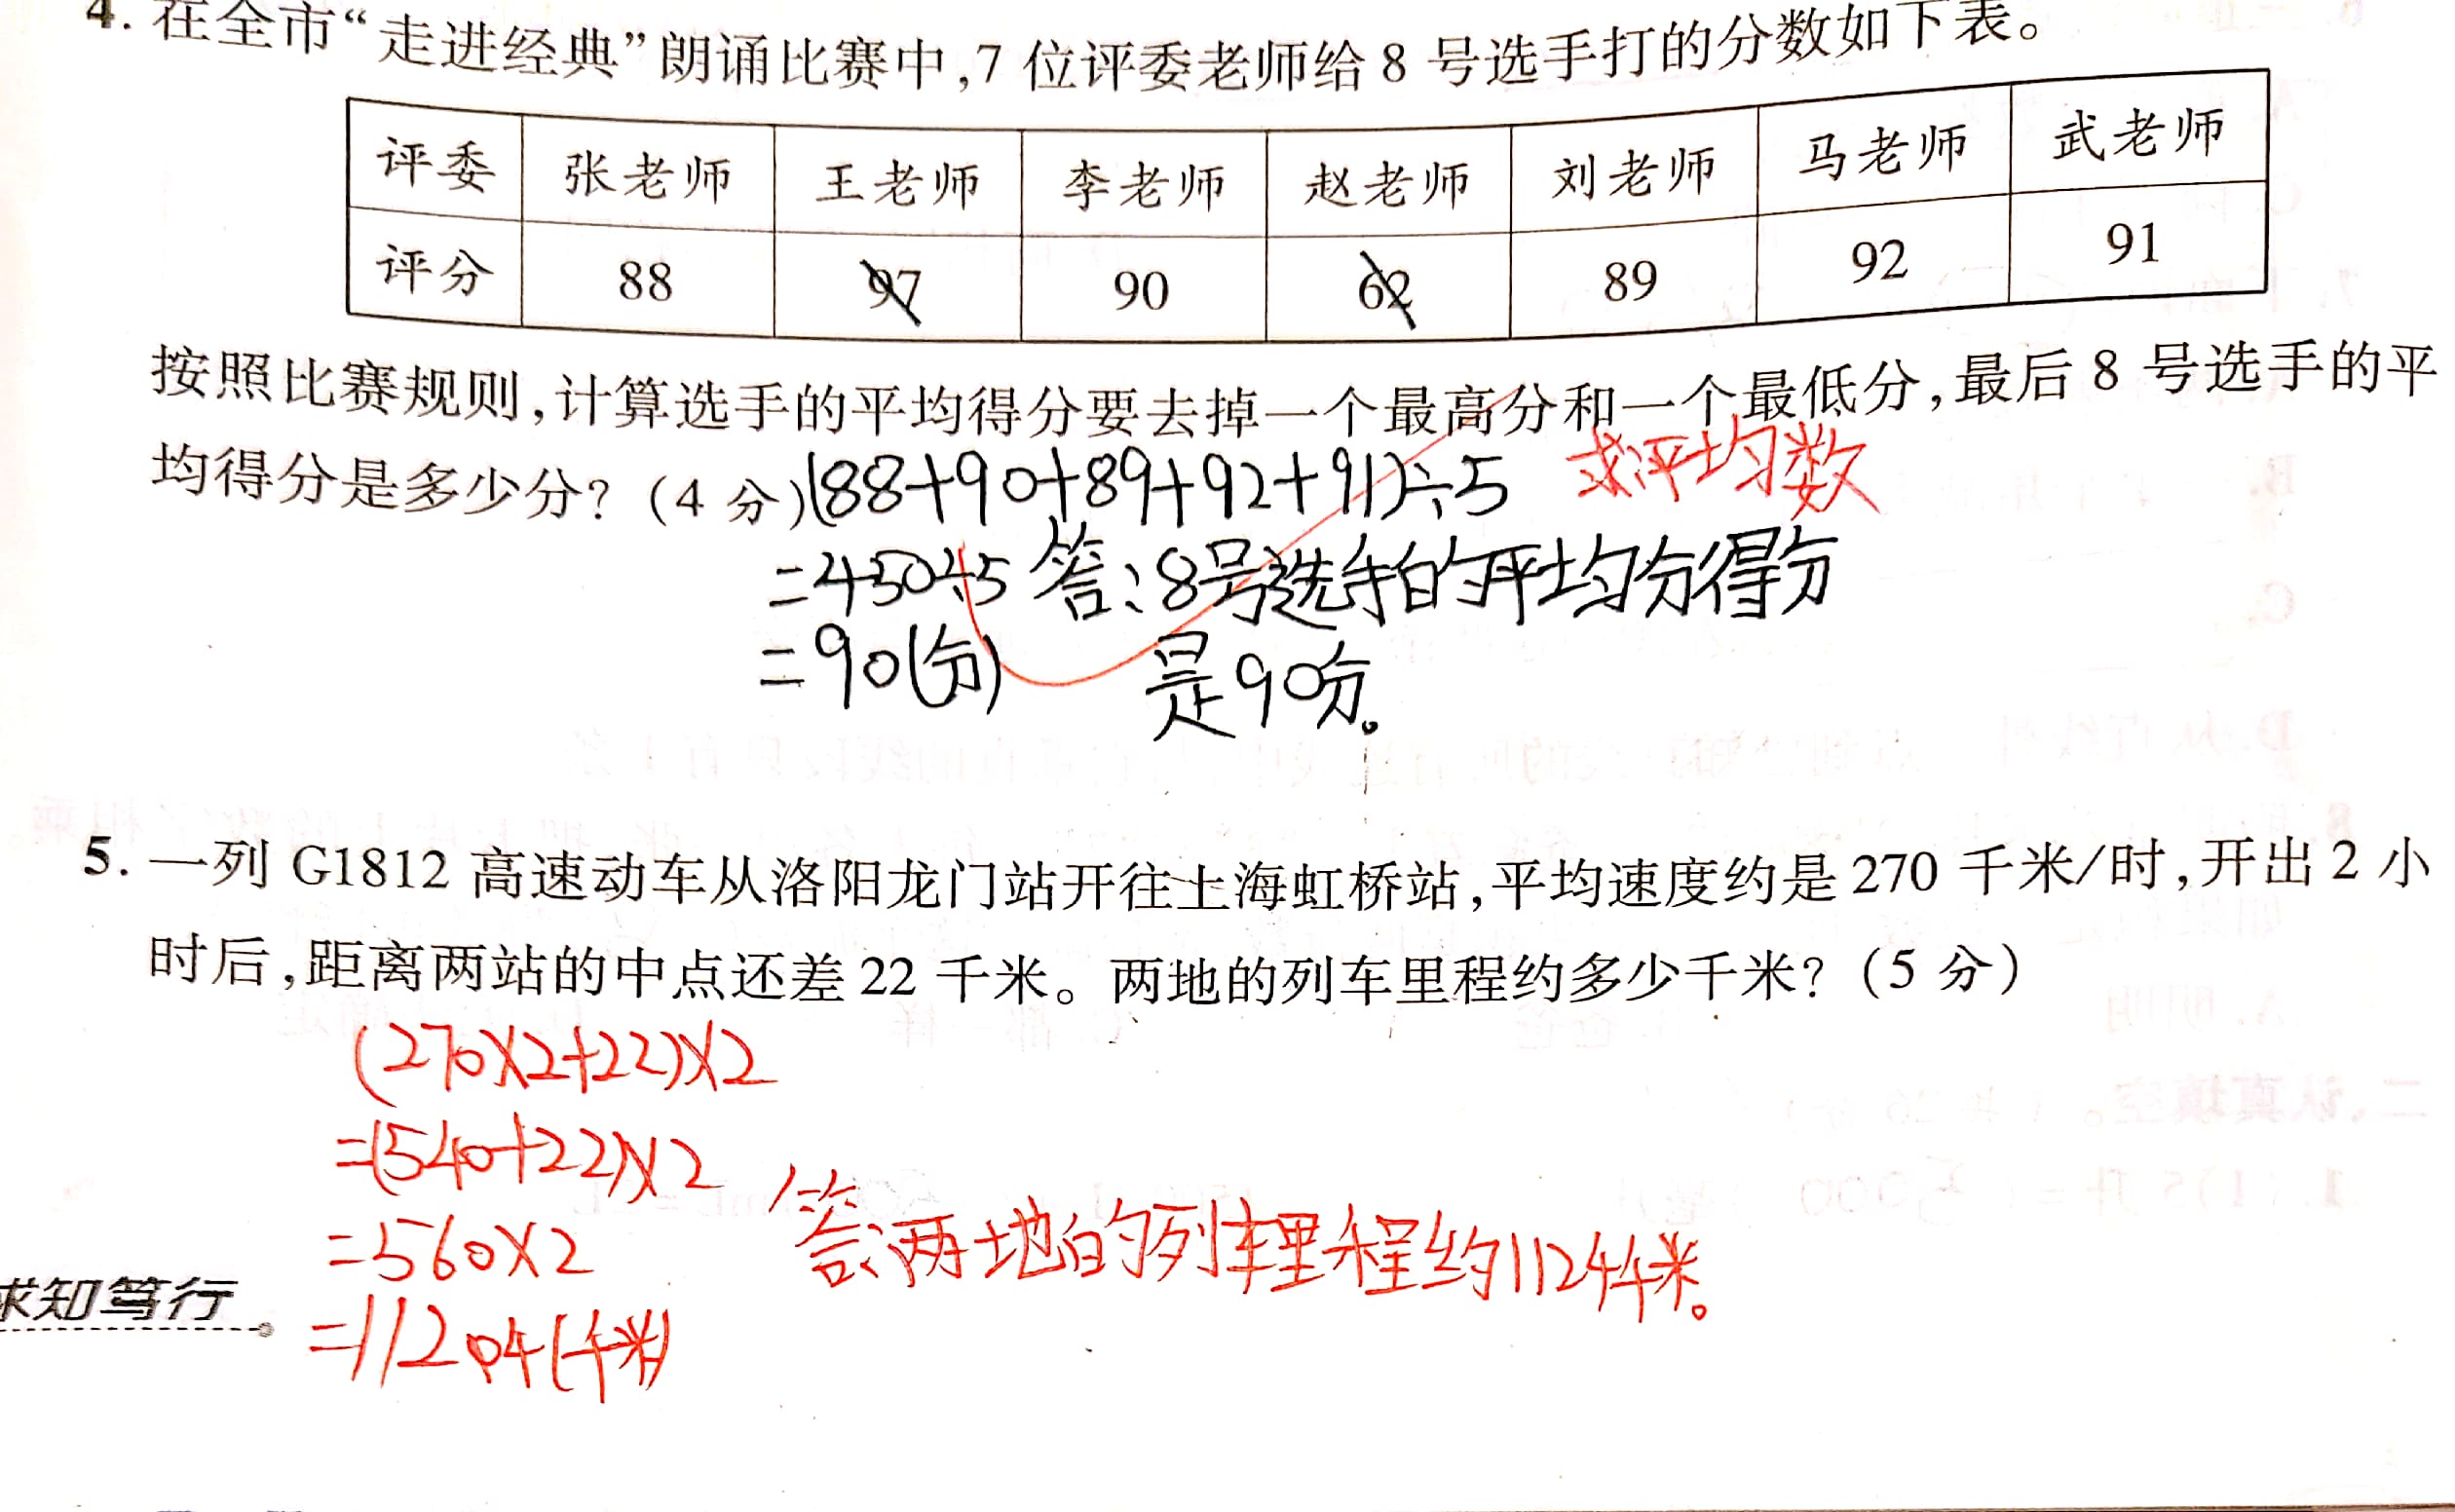 4. 在全市“走进经典”朗诵比赛中,7 位评委老师给 8 号选手打的分数如下表。
评委 张老师 王老师 李老师 赵老师 刘老师 马老师 武老师
评分 88 97 90 62 89 92 91
按照比赛规则,计算选手的平均得分要去掉一个最高分和一个最低分,最后 8 号选手的平
均得分是多少分? (4 分) (88+90+89+92+91)÷5 求平均数
=450÷5 答:8号选手的平均分得分
=90(分) 是90分。
5. 一列 G1812 高速动车从洛阳龙门站开往上海虹桥站,平均速度约是 270 千米/时,开出 2 小
时后,距离两站的中点还差 22 千米。两地的列车里程约多少千米? (5 分)
(270×2+22)×2
=(540+22)×2
=560×2 答:两地的列车里程约1124千米。
求知笃行
=1124(千米)